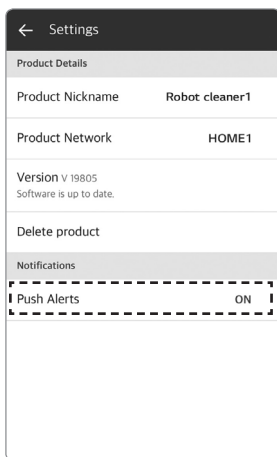 ← Settings
Product Details
Product Nickname Robot cleaner1
Product Network HOME1
Version V 19805
Software is up to date.
Delete product
Notifications
Push Alerts ON